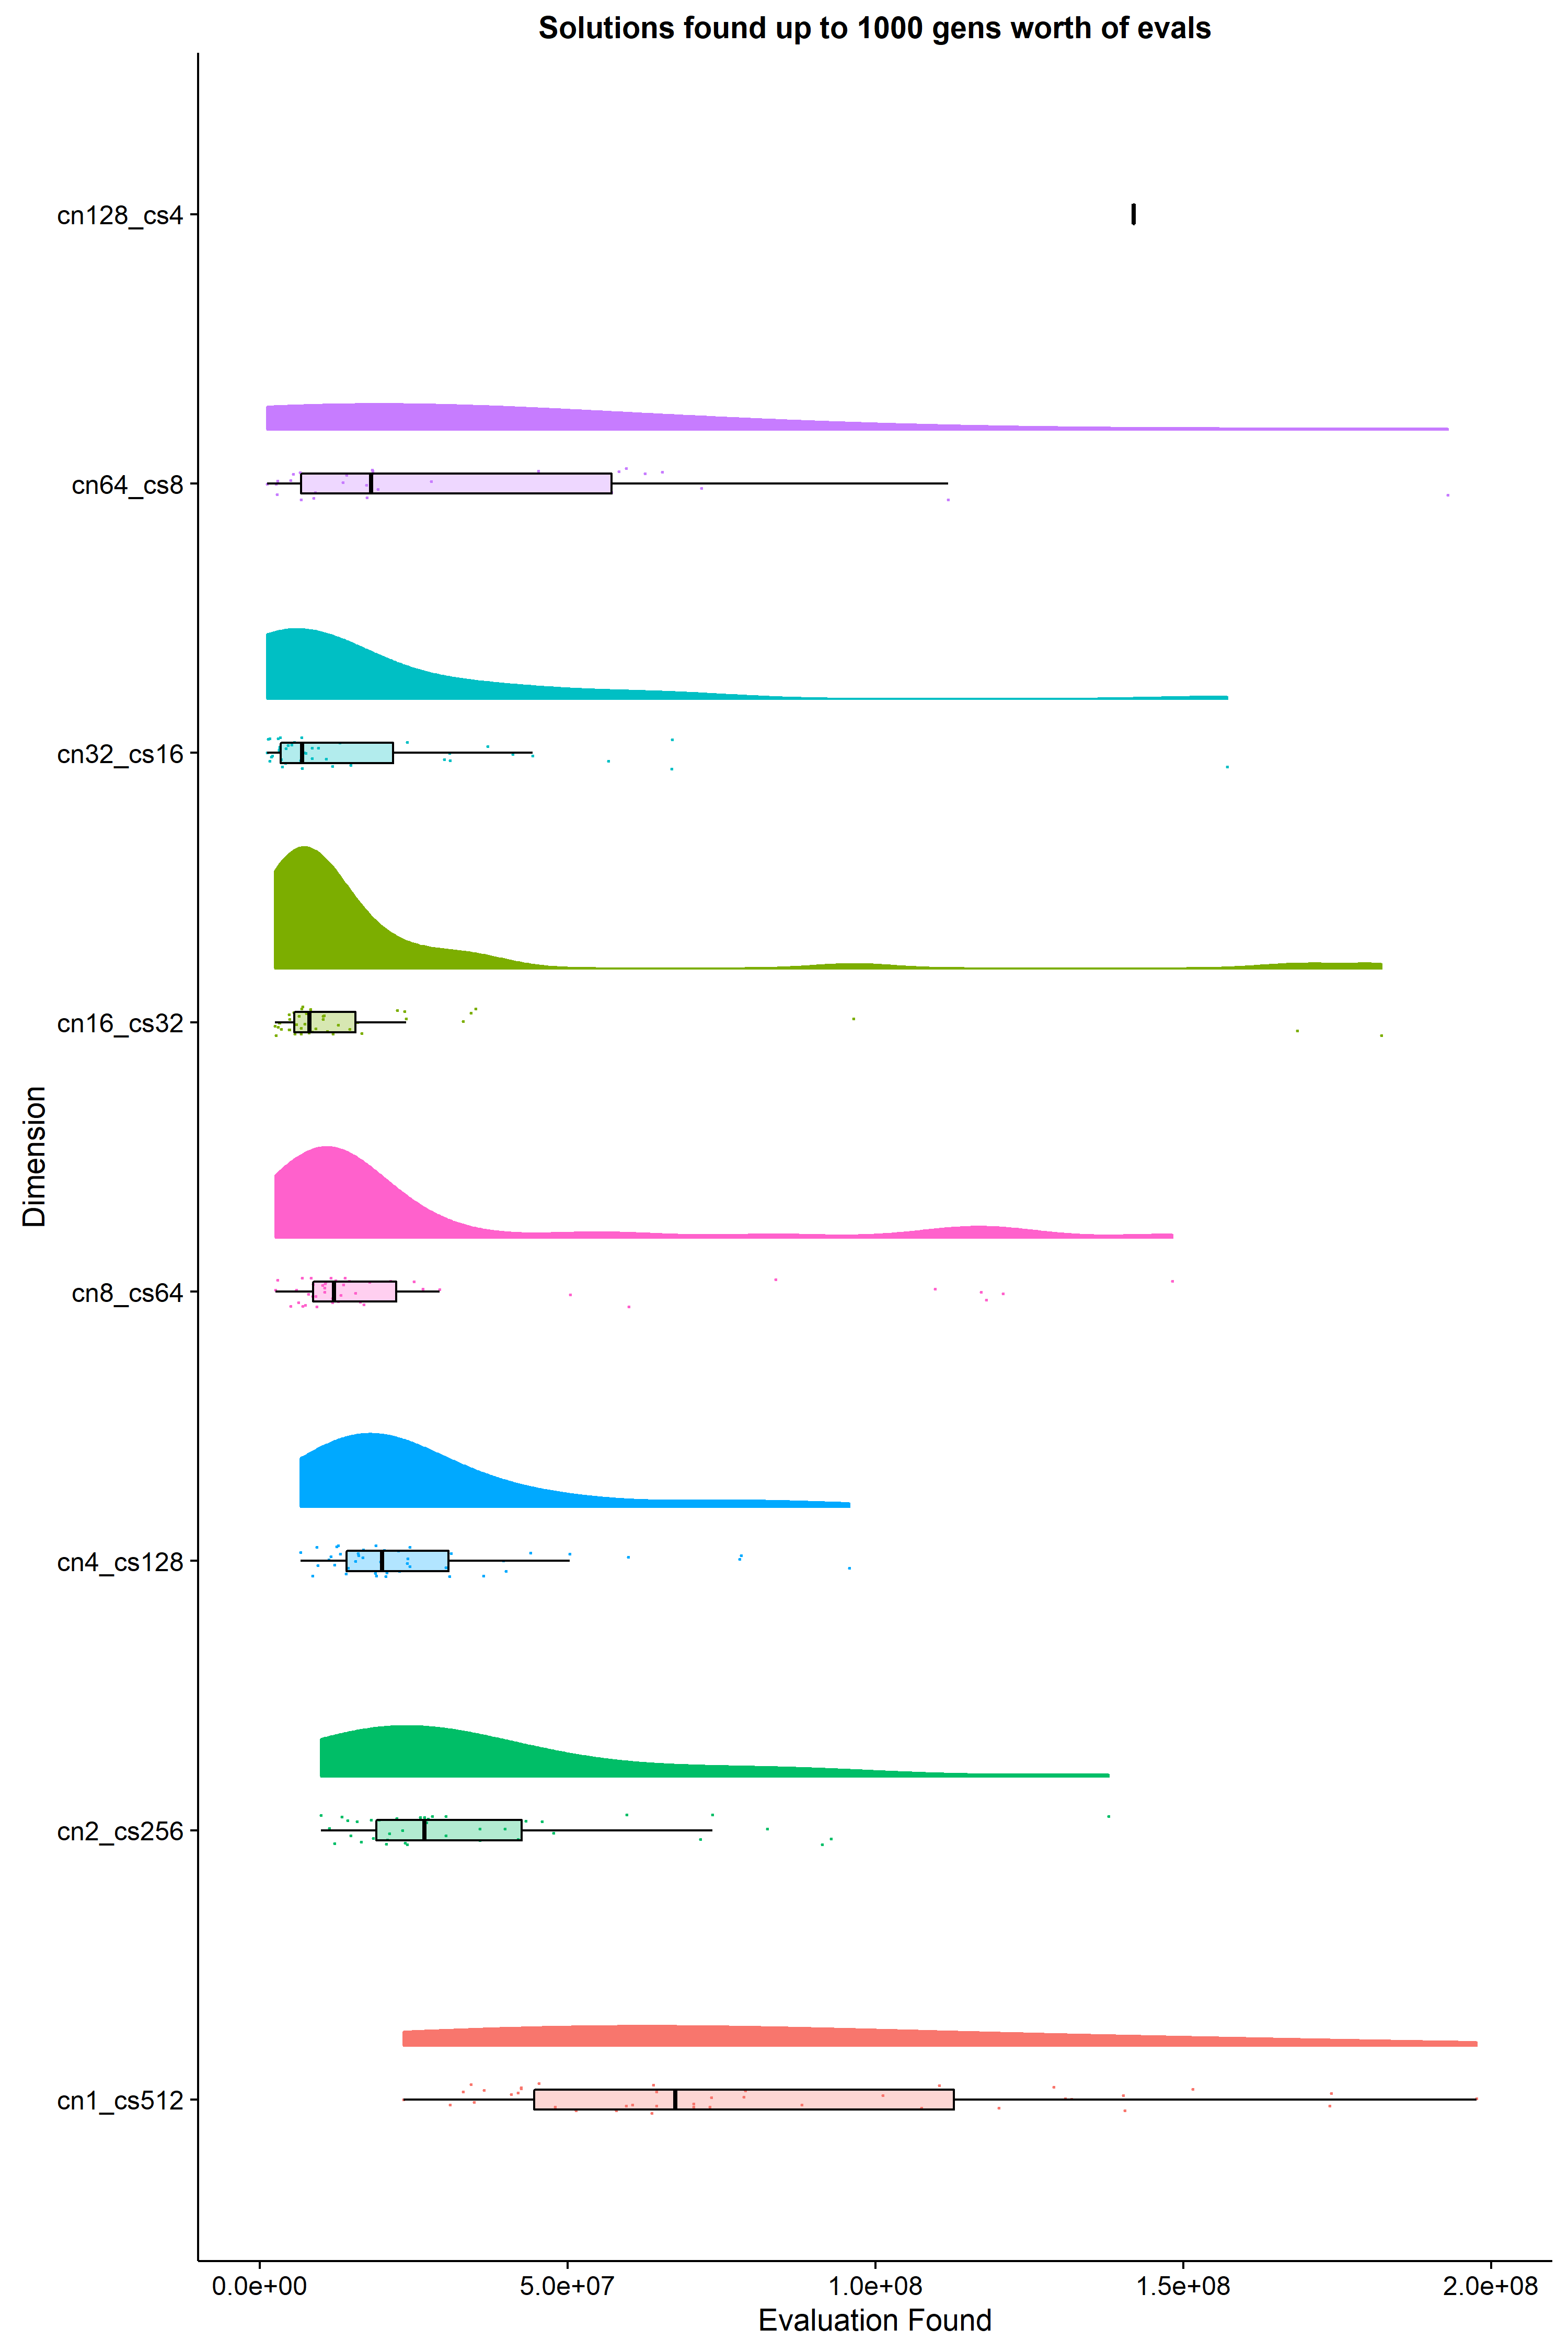 Solutions found up to 1000 gens worth of evals
Dimension
cn128_cs4
cn64_cs8
cn32_cs16
cn16_cs32
cn8_cs64
cn4_cs128
cn2_cs256
cn1_cs512
0.0e+00 5.0e+07 1.0e+08 1.5e+08 2.0e+08
Evaluation Found